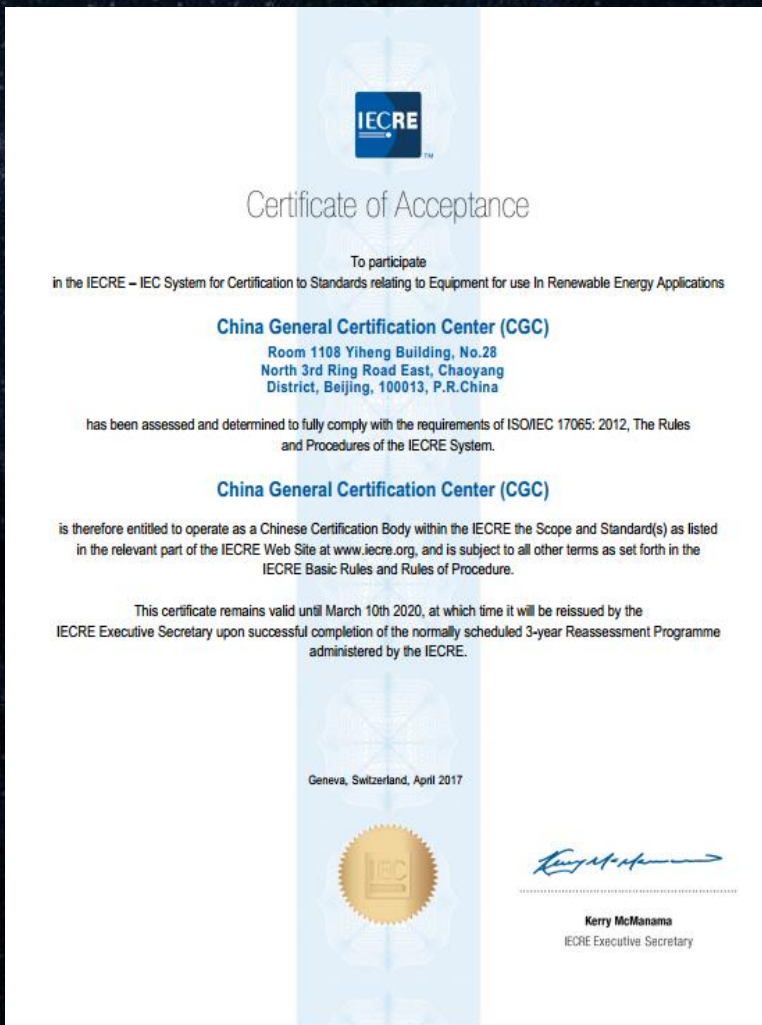 IECRE
TM
Certificate of Acceptance
To participate
in the IECRE – IEC System for Certification to Standards relating to Equipment for use In Renewable Energy Applications
China General Certification Center (CGC)
Room 1108 Yiheng Building, No.28
North 3rd Ring Road East, Chaoyang
District, Beijing, 100013, P.R.China
has been assessed and determined to fully comply with the requirements of ISO/IEC 17065: 2012, The Rules
and Procedures of the IECRE System.
China General Certification Center (CGC)
is therefore entitled to operate as a Chinese Certification Body within the IECRE the Scope and Standard(s) as listed
in the relevant part of the IECRE Web Site at www.iecre.org, and is subject to all other terms as set forth in the
IECRE Basic Rules and Rules of Procedure.
This certificate remains valid until March 10th 2020, at which time it will be reissued by the
IECRE Executive Secretary upon successful completion of the normally scheduled 3-year Reassessment Programme
administered by the IECRE.
Geneva, Switzerland, April 2017
IEC
Kerry McManama
Kerry McManama
IECRE Executive Secretary